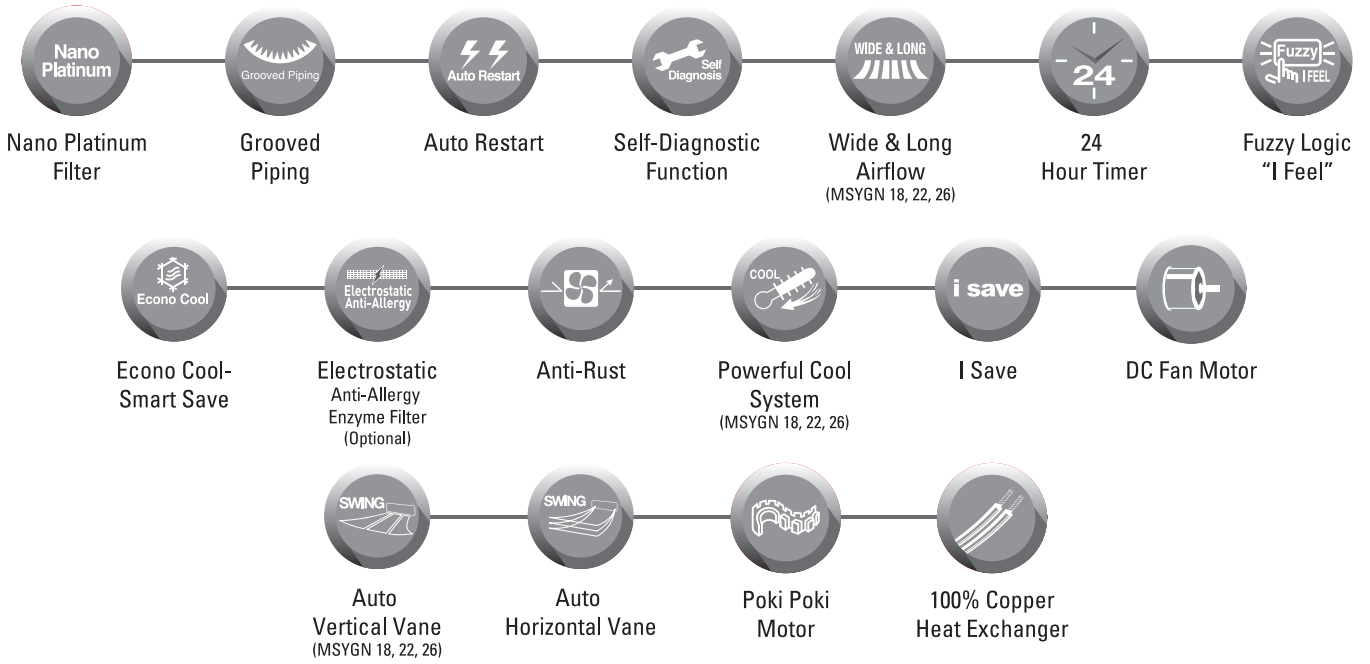 Nano
Platinum
Nano Platinum
Filter
Grooved Piping
Grooved
Piping
Auto Restart
Auto Restart
Self
Diagnosis
Self-Diagnostic
Function
WIDE & LONG
Wide & Long
Airflow
(MSYGN 18, 22, 26)
24
24
Hour Timer
Fuzzy
I FEEL
Fuzzy Logic
“I Feel”
Econo Cool
Econo Cool-
Smart Save
Electrostatic
Anti-Allergy
Electrostatic
Anti-Allergy
Enzyme Filter
(Optional)
Anti-Rust
COOL
Powerful Cool
System
(MSYGN 18, 22, 26)
i save
I Save
DC Fan Motor
SWING
Auto
Vertical Vane
(MSYGN 18, 22, 26)
SWING
Auto
Horizontal Vane
Poki Poki
Motor
100% Copper
Heat Exchanger